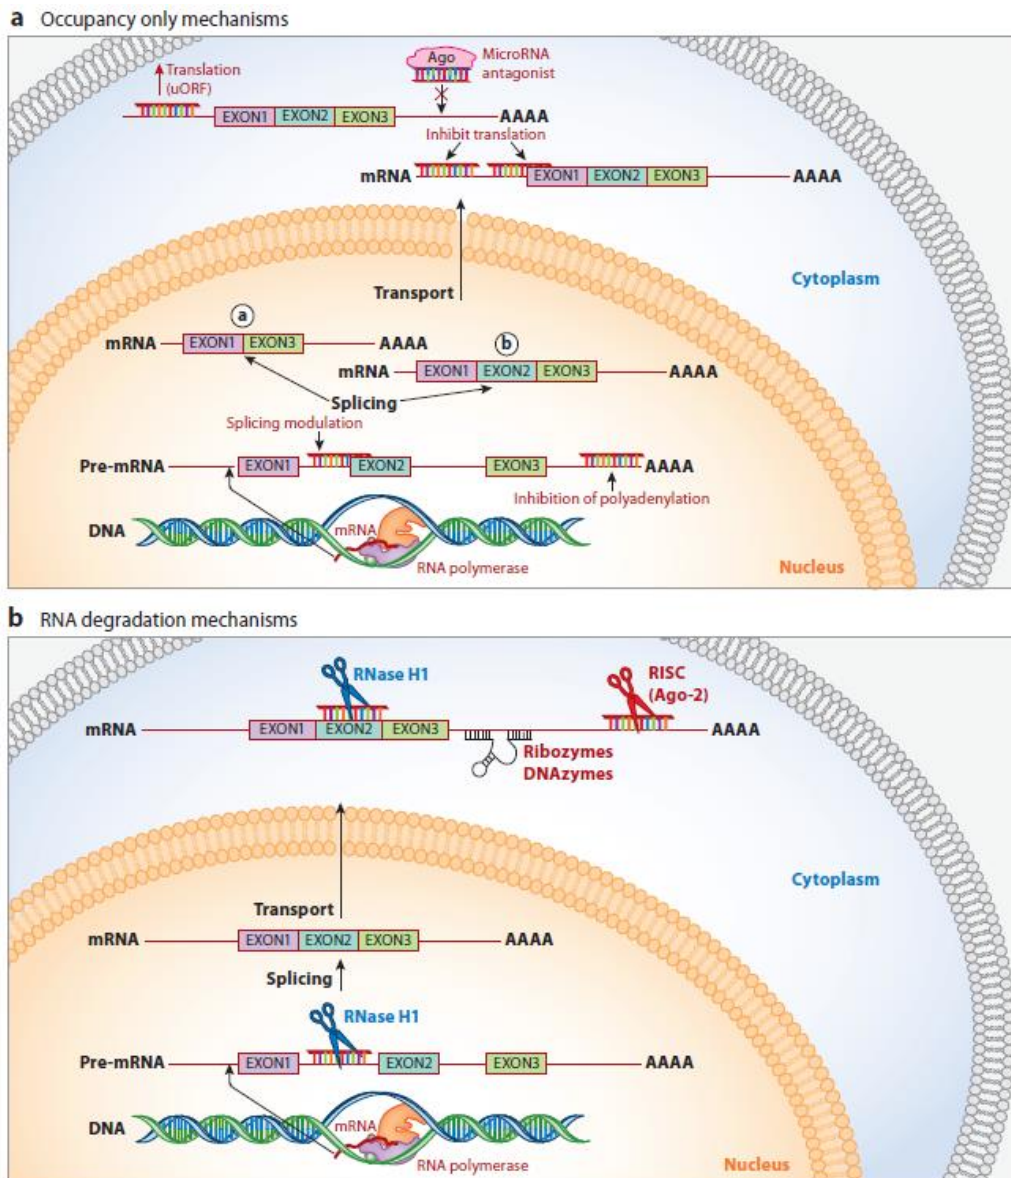 a Occupancy only mechanisms
Translation
(uORF)
Ago
MicroRNA
antagonist
EXON1 EXON2 EXON3 AAAA
Inhibit translation
mRNA EXON1 EXON2 EXON3 AAAA
Cytoplasm
Transport
a
mRNA EXON1 EXON3 AAAA
b
mRNA EXON1 EXON2 EXON3 AAAA
Splicing
Splicing modulation
Pre-mRNA EXON1 EXON2 EXON3 AAAA
Inhibition of polyadenylation
DNA mRNA
RNA polymerase
Nucleus
b RNA degradation mechanisms
RNase H1
RISC
(Ago-2)
mRNA EXON1 EXON2 EXON3 AAAA
Ribozymes
DNAzymes
Cytoplasm
Transport
mRNA EXON1 EXON2 EXON3 AAAA
Splicing
RNase H1
Pre-mRNA EXON1 EXON2 EXON3 AAAA
DNA mRNA
RNA polymerase
Nucleus